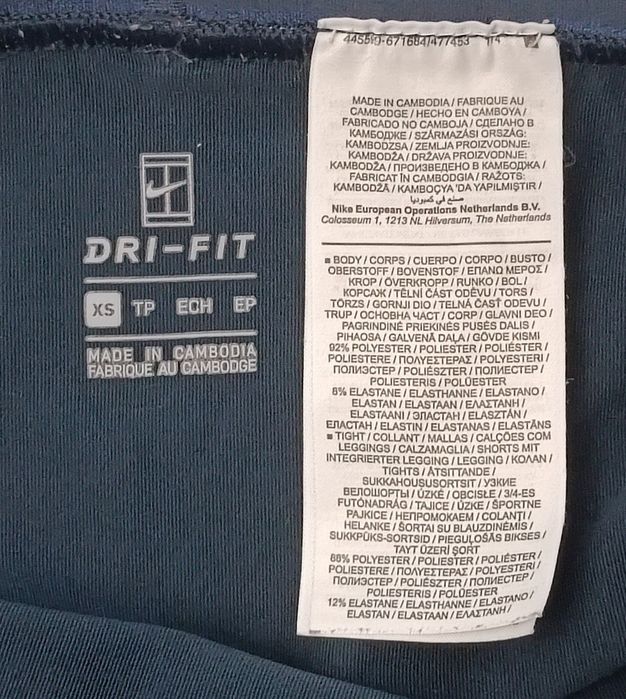 DRI-FIT
XS TP ECH EP
MADE IN CAMBODIA
FABRIQUE AU CAMBODGE
1/4
MADE IN CAMBODIA / FABRIQUE AU
CAMBODGE / HECHO EN CAMBOYA /
FABRICADO NO CAMBOJA / СДЕЛАНО В
КАМБОДЖЕ / SZÁRMAZÁSI ORSZÁG:
KAMBODZSA / ZEMLJA PROIZVODNJE:
KAMBODŽA / DRŽAVA PROIZVODNJE:
KAMBODŽA / ПРОИЗВЕДЕНО В КАМБОДЖА /
FABRICAT ÎN CAMBODGIA / RAŽOTS:
KAMBODŽĀ / KAMBOÇYA 'DA YAPILMIŞTIR /
صنع في كمبوديا
Nike European Operations Netherlands B.V.
Colosseum 1, 1213 NL Hilversum, The Netherlands
■ BODY / CORPS / CUERPO / CORPO / BUSTO /
OBERSTOFF / BOVENSTOF / ΕΠΑΝΩ ΜΕΡΟΣ /
KROP / ÖVERKROPP / RUNKO / BOL /
КОРСАЖ / TĚLNÍ ČÁST ODĚVU / TORS /
TÖRZS / GORNJI DIO / TELNÁ ČASŤ ODEVU /
TRUP / ОСНОВНА ЧАСТ / CORP / GLAVNI DEO /
PAGRINDINĖ PRIEKINĖS PUSĖS DALIS /
PIHAOSA / GALVENĀ DAĻA / GÖVDE KISMI
92% POLYESTER / POLIESTER / POLIÉSTER /
POLIESTERE / ΠΟΛΥΕΣΤΕΡΑΣ / POLYESTERI /
ПОЛИЭСТЕР / POLIÉSZTER / ПОЛИЕСТЕР /
POLIESTERIS / POLÜESTER
8% ELASTANE / ELASTHANNE / ELASTANO /
ELASTAN / ELASTAAN / ΕΛΑΣΤΑΝΗ /
ELASTAANI / ЭЛАСТАН / ELASZTÁN /
ЕЛАСТАН / ELASTIN / ELASTANAS / ELASTĀNS
■ TIGHT / COLLANT / MALLAS / CALÇÕES COM
LEGGINGS / CALZAMAGLIA / SHORTS MIT
INTEGRIERTER LEGGING / LEGGING / ΚΟΛΑΝ /
TIGHTS / ÅTSITTANDE /
SUKKAHOUSUSORTSIT / УЗКИЕ
ВЕЛОШОРТЫ / ÚZKÉ / OBCISŁE / 3/4-ES
FUTÓNADRÁG / TAJICE / ÚZKE / ŠPORTNE
PAJKICE / НЕПРОМОКАЕМ / COLANȚI /
HELANKE / ŠORTAI SU BLAUZDINĖMIS /
SUKKPÜKS-SORTSID / PIEGUĻOŠĀS BIKSES /
TAYT ÜZERİ ŞORT
88% POLYESTER / POLIESTER / POLIÉSTER /
POLIESTERE / ΠΟΛΥΕΣΤΕΡΑΣ / POLYESTERI /
ПОЛИЭСТЕР / POLIÉSZTER / ПОЛИЕСТЕР /
POLIESTERIS / POLÜESTER
12% ELASTANE / ELASTHANNE / ELASTANO /
ELASTAN / ELASTAAN / ΕΛΑΣΤΑΝΗ /